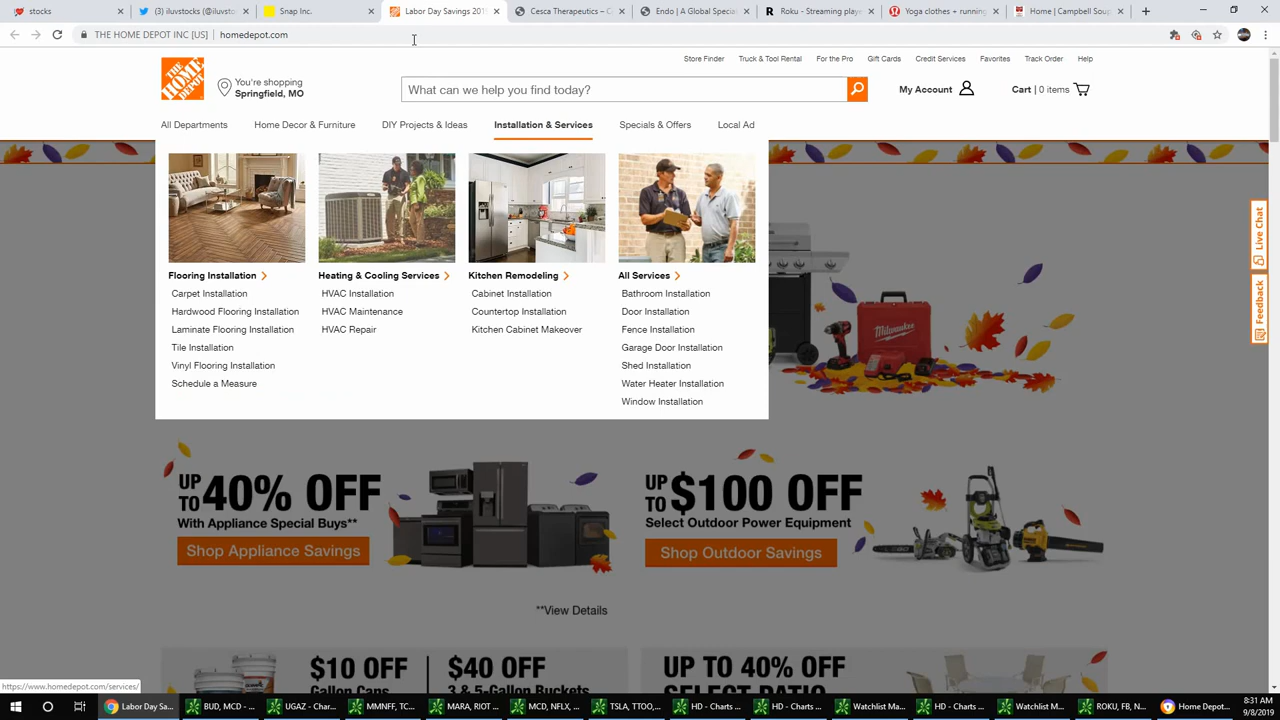 stocks
(3) iluvstocks (@iluvst
Snap Inc.
Labor Day Savings 201
Cesca Therapeutics – C
Endo | A Global Special
Roku - Streaming player
Yoga clothes + running
Home | Campbell Soup
THE HOME DEPOT INC [US] | homedepot.com
Store Finder
Truck & Tool Rental
For the Pro
Gift Cards
Credit Services
Favorites
Track Order
Help
THE HOME DEPOT
You're shopping
Springfield, MO
What can we help you find today?
My Account
Cart | 0 items
All Departments
Home Decor & Furniture
DIY Projects & Ideas
Installation & Services
Specials & Offers
Local Ad
Flooring Installation
Carpet Installation
Hardwood Flooring Installation
Laminate Flooring Installation
Tile Installation
Vinyl Flooring Installation
Schedule a Measure
Heating & Cooling Services
HVAC Installation
HVAC Maintenance
HVAC Repair
Kitchen Remodeling
Cabinet Installation
Countertop Installation
Kitchen Cabinet Makeover
All Services
Bathroom Installation
Door Installation
Fence Installation
Garage Door Installation
Shed Installation
Water Heater Installation
Window Installation
Milwaukee
Live Chat
Feedback
UP TO 40% OFF
With Appliance Special Buys**
Shop Appliance Savings
UP TO $100 OFF
Select Outdoor Power Equipment
Shop Outdoor Savings
**View Details
$10 OFF
Gallon Cans
$40 OFF
3 & 5-Gallon Buckets
UP TO 40% OFF
SELECT PATIO
https://www.homedepot.com/services/
Labor Day Sa...
BUD, MCD - ...
UGAZ - Char...
MMNFF, TC...
MARA, RIOT ...
MCD, NFLX, ...
TSLA, TTOO,...
HD - Charts ...
Watchlist Ma...
HD - Charts ...
Watchlist M...
ROKU, FB, N...
Home Depot...
8:31 AM
9/8/2019